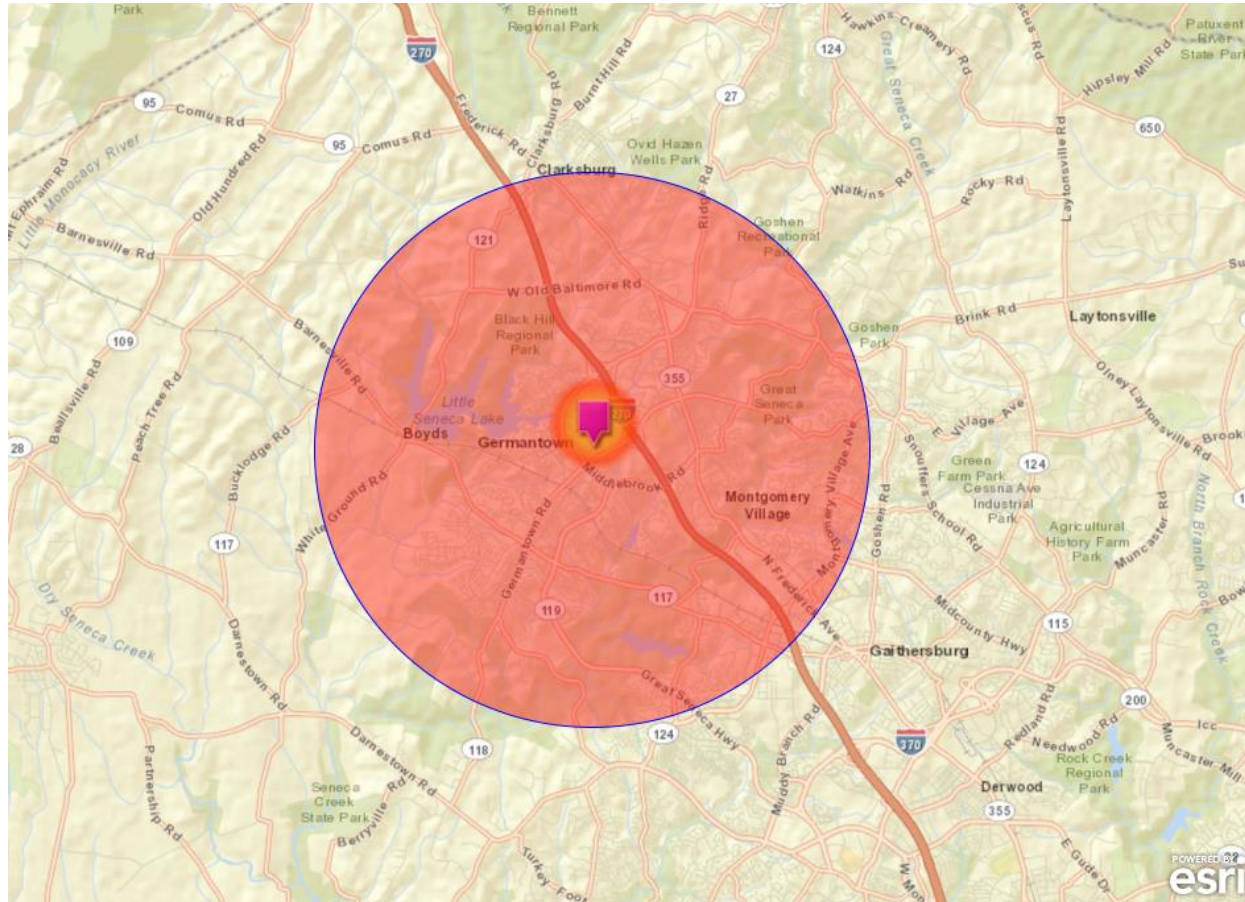 Park
Bennett
Regional Park
Hawkins Creamery Rd
Patuxent
River
State Park
270
124
Great Seneca Creek
Hipsley Mill Rd
Burnt Hill Rd
27
95
Comus Rd
Frederick Rd
Clarksburg Rd
650
95
Comus Rd
Ovid Hazen
Wells Park
Laytonsville Rd
Little Monocacy River
Old Hundred Rd
Clarksburg
Watkins Rd
Rocky Rd
Mt Ephraim Rd
Ridge Rd
Barnesville Rd
121
Goshen
Recreational
Park
W Old Baltimore Rd
Black Hill
Regional
Park
Brink Rd
Laytonsville
Goshen
Park
109
Barnesville Rd
355
Great
Seneca
Park
Olney Laytonsville Rd
Beallsville Rd
Peach Tree Rd
Little
Seneca Lake
270
E Village Ave
28
Boyds
Germantown
Bucklodge Rd
Middlebrook Rd
Montgomery Village Ave
Snouffers School Rd
Green
Farm Park
124
Cessna Ave
Industrial
Park
White Ground Rd
Montgomery
Village
Goshen Rd
Muncaster Rd
North Branch Rock Creek
Agricultural
History Farm
Park
117
Germantown Rd
N Frederick Ave
Dry Seneca Creek
119
117
Midcounty Hwy
115
Gaithersburg
Darnestown Rd
Great Seneca Hwy
Redland Rd
200
Icc
124
118
Muddy Branch Rd
370
Needwood Rd
Muncaster Mill
Partnership Rd
Darnestown Rd
Rock Creek
Regional
Park
Seneca
Creek
State Park
Berryville Rd
Derwood
355
Turkey Foo
E Gude Dr
W Mon
POWERED BY
esri